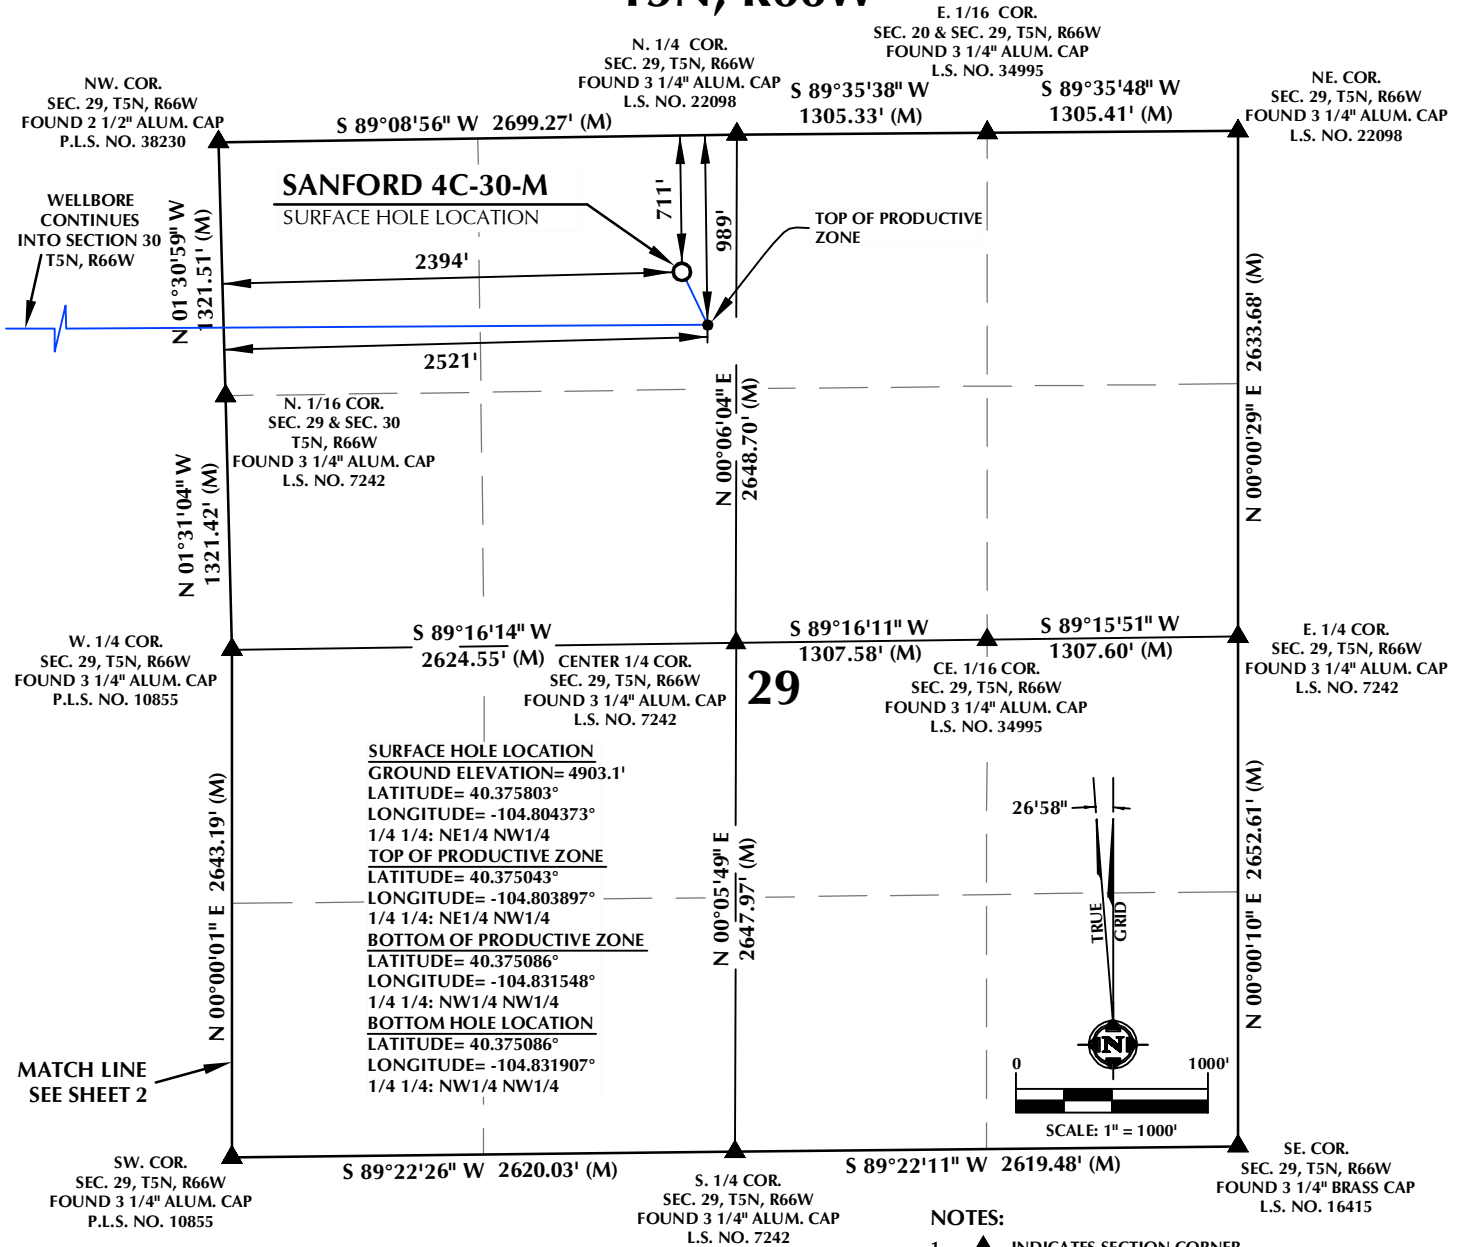 T5N, R66W
E. 1/16 COR.
SEC. 20 & SEC. 29, T5N, R66W
FOUND 3 1/4" ALUM. CAP
L.S. NO. 34995
N. 1/4 COR.
SEC. 29, T5N, R66W
FOUND 3 1/4" ALUM. CAP
L.S. NO. 22098
NW. COR.
SEC. 29, T5N, R66W
FOUND 2 1/2" ALUM. CAP
P.L.S. NO. 38230
NE. COR.
SEC. 29, T5N, R66W
FOUND 3 1/4" ALUM. CAP
L.S. NO. 22098
S 89°08'56" W 2699.27' (M)
S 89°35'38" W
1305.33' (M)
S 89°35'48" W
1305.41' (M)
WELLBORE
CONTINUES
INTO SECTION 30
T5N, R66W
N 01°30'59" W
1321.51' (M)
SANFORD 4C-30-M
SURFACE HOLE LOCATION
711'
989'
TOP OF PRODUCTIVE
ZONE
2394'
2521'
N 00°00'29" E 2633.68' (M)
N 00°06'04" E
2648.70' (M)
N. 1/16 COR.
SEC. 29 & SEC. 30
T5N, R66W
FOUND 3 1/4" ALUM. CAP
L.S. NO. 7242
N 01°31'04" W
1321.42' (M)
W. 1/4 COR.
SEC. 29, T5N, R66W
FOUND 3 1/4" ALUM. CAP
P.L.S. NO. 10855
S 89°16'14" W
2624.55' (M)
CENTER 1/4 COR.
SEC. 29, T5N, R66W
FOUND 3 1/4" ALUM. CAP
L.S. NO. 7242
29
S 89°16'11" W
1307.58' (M)
CE. 1/16 COR.
SEC. 29, T5N, R66W
FOUND 3 1/4" ALUM. CAP
L.S. NO. 34995
S 89°15'51" W
1307.60' (M)
E. 1/4 COR.
SEC. 29, T5N, R66W
FOUND 3 1/4" ALUM. CAP
L.S. NO. 7242
SURFACE HOLE LOCATION
GROUND ELEVATION= 4903.1'
LATITUDE= 40.375803°
LONGITUDE= -104.804373°
1/4 1/4: NE1/4 NW1/4
TOP OF PRODUCTIVE ZONE
LATITUDE= 40.375043°
LONGITUDE= -104.803897°
1/4 1/4: NE1/4 NW1/4
BOTTOM OF PRODUCTIVE ZONE
LATITUDE= 40.375086°
LONGITUDE= -104.831548°
1/4 1/4: NW1/4 NW1/4
BOTTOM HOLE LOCATION
LATITUDE= 40.375086°
LONGITUDE= -104.831907°
1/4 1/4: NW1/4 NW1/4
N 00°00'01" E 2643.19' (M)
N 00°05'49" E
2647.97' (M)
N 00°00'10" E 2652.61' (M)
26'58"
TRUE
GRID
N
0 1000'
SCALE: 1" = 1000'
MATCH LINE
SEE SHEET 2
SW. COR.
SEC. 29, T5N, R66W
FOUND 3 1/4" ALUM. CAP
P.L.S. NO. 10855
S 89°22'26" W 2620.03' (M)
S. 1/4 COR.
SEC. 29, T5N, R66W
FOUND 3 1/4" ALUM. CAP
L.S. NO. 7242
S 89°22'11" W 2619.48' (M)
SE. COR.
SEC. 29, T5N, R66W
FOUND 3 1/4" BRASS CAP
L.S. NO. 16415
NOTES:
1. INDICATES SECTION CORNER